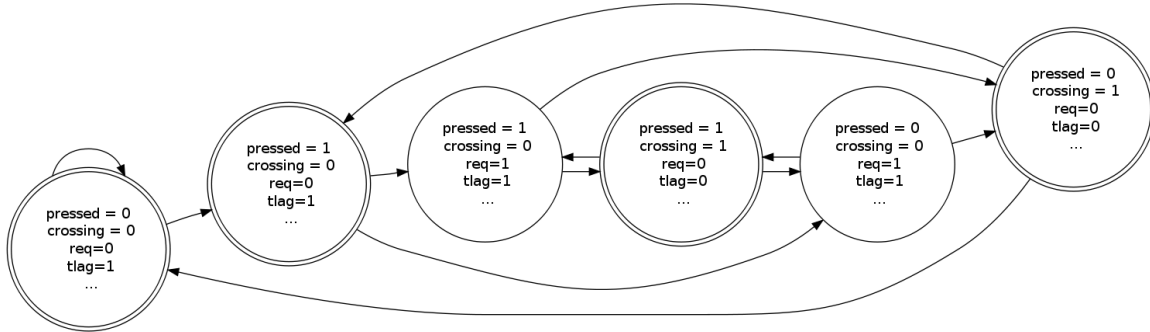 pressed = 0
crossing = 0
req=0
tlag=1
...
pressed = 1
crossing = 0
req=0
tlag=1
...
pressed = 1
crossing = 0
req=1
tlag=1
...
pressed = 1
crossing = 1
req=0
tlag=0
...
pressed = 0
crossing = 0
req=1
tlag=1
...
pressed = 0
crossing = 1
req=0
tlag=0
...